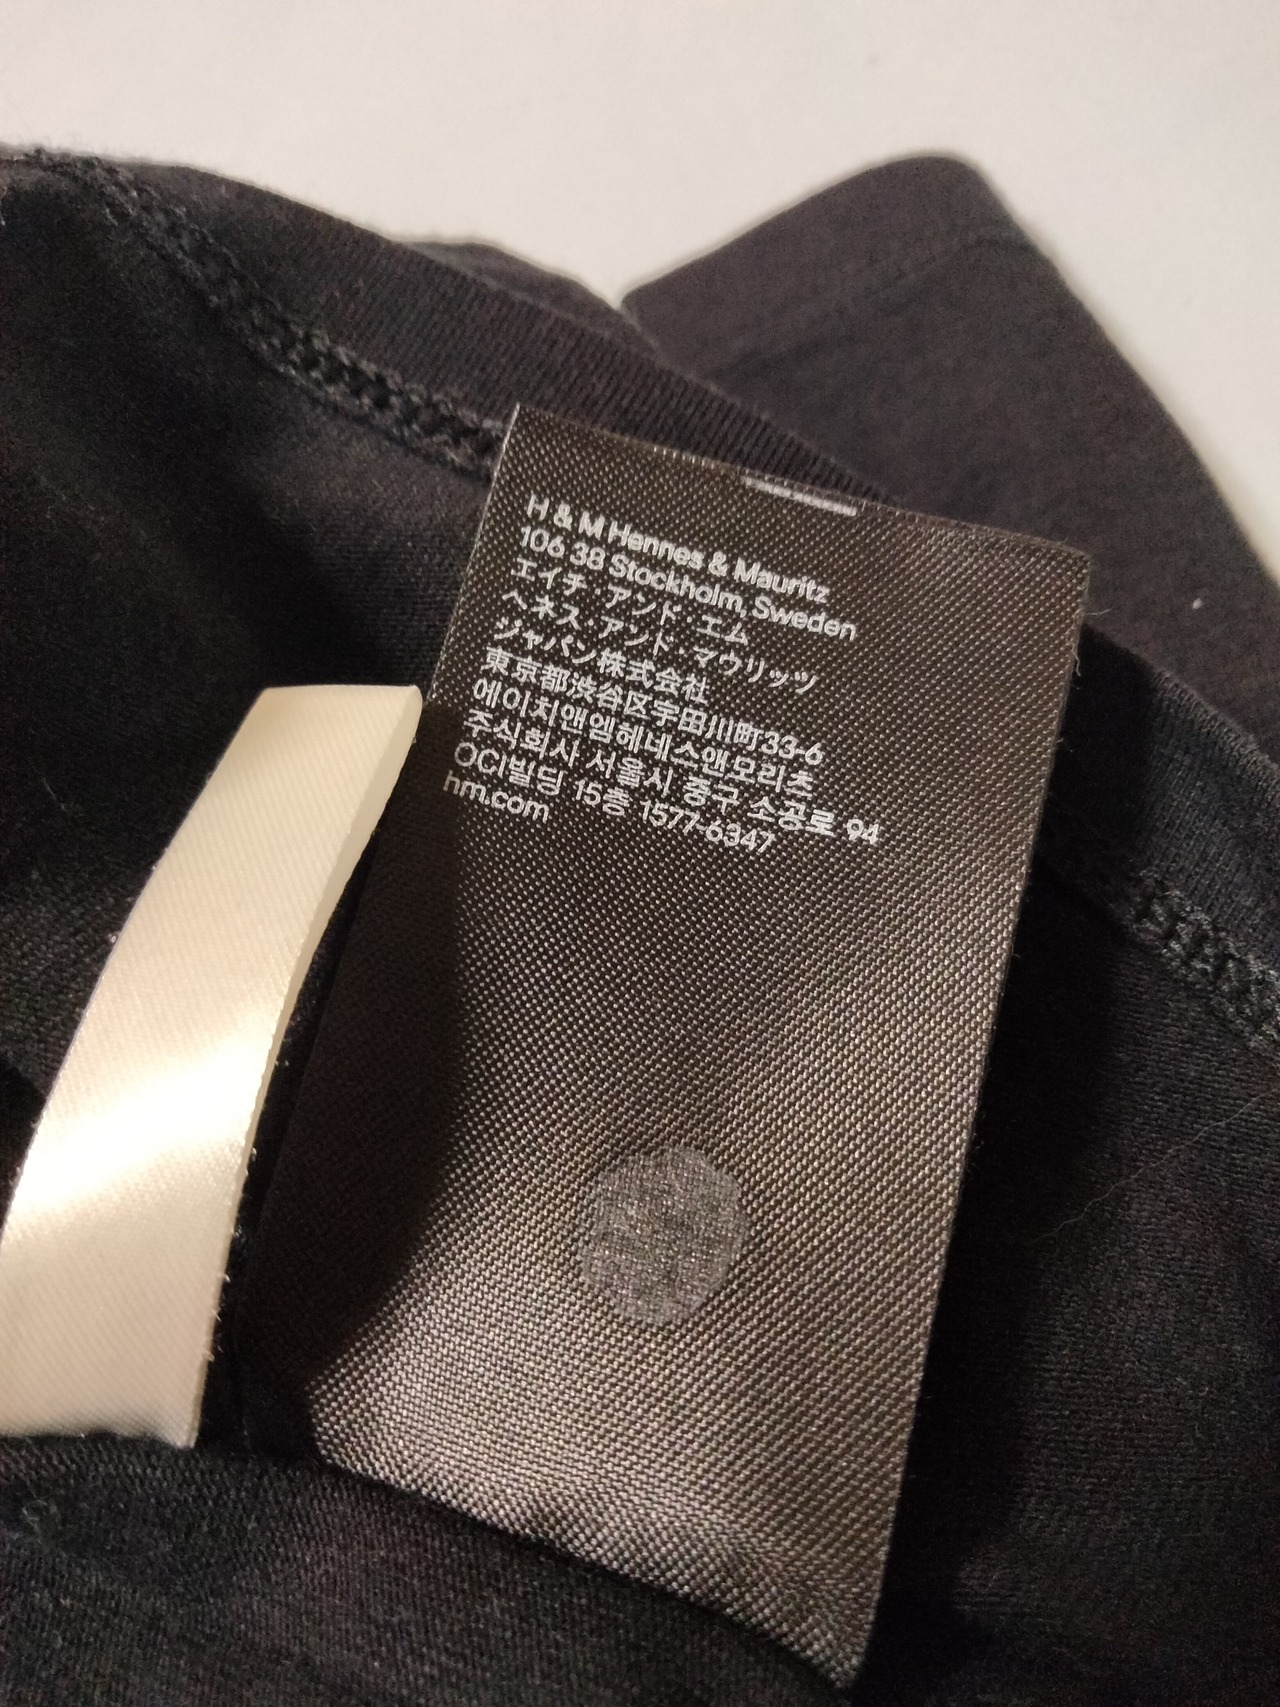 H & M Hennes & Mauritz
106 38 Stockholm, Sweden
エイチ・アンド・エム
ヘネス・アンド・マウリッツ
ジャパン株式会社
東京都渋谷区宇田川町33-6
에이치앤엠헤네스앤모리츠
주식회사 서울시 중구 소공로 94
OCI빌딩 15층 1577-6347
hm.com